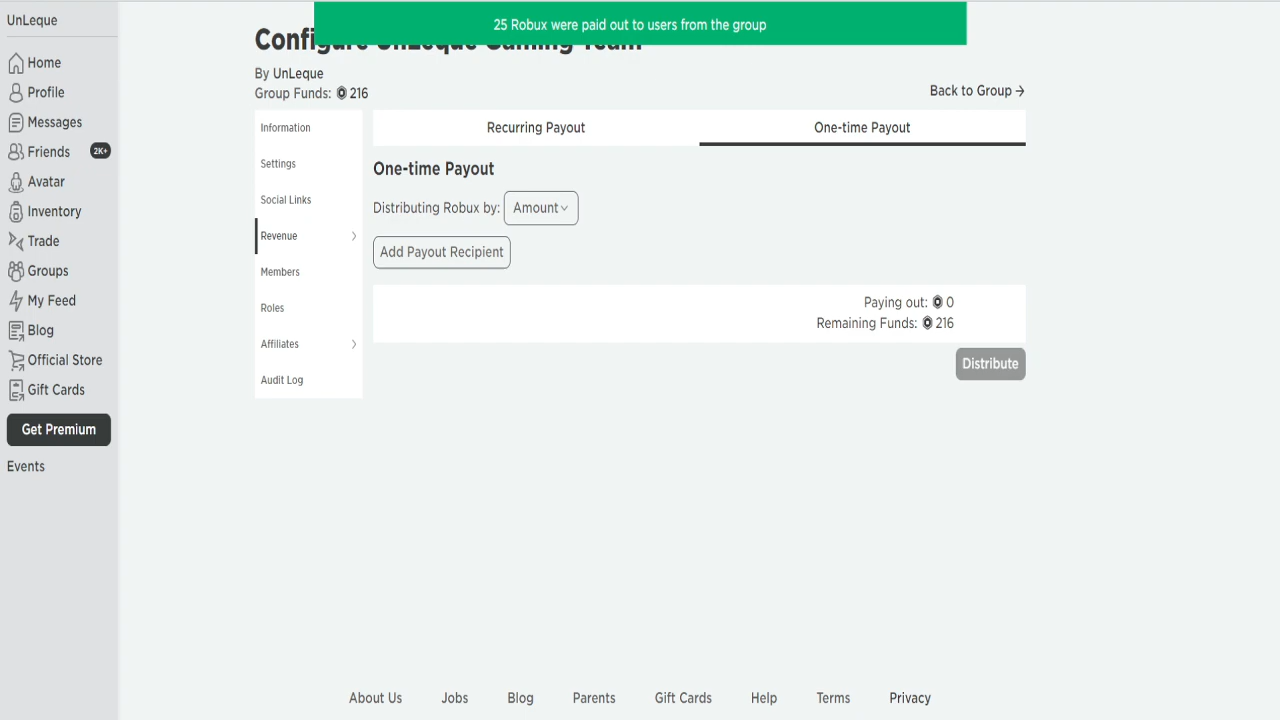 UnLeque
Home
Profile
Messages
Friends
2K+
Avatar
Inventory
Trade
Groups
My Feed
Blog
Official Store
Gift Cards
Get Premium
Events
25 Robux were paid out to users from the group
Configure UnLeque Gaming Team
By UnLeque
Group Funds: 216
Back to Group →
Information
Settings
Social Links
Revenue
Members
Roles
Affiliates
Audit Log
Recurring Payout
One-time Payout
One-time Payout
Distributing Robux by: Amount
Add Payout Recipient
Paying out: 0
Remaining Funds: 216
Distribute
About Us Jobs Blog Parents Gift Cards Help Terms Privacy